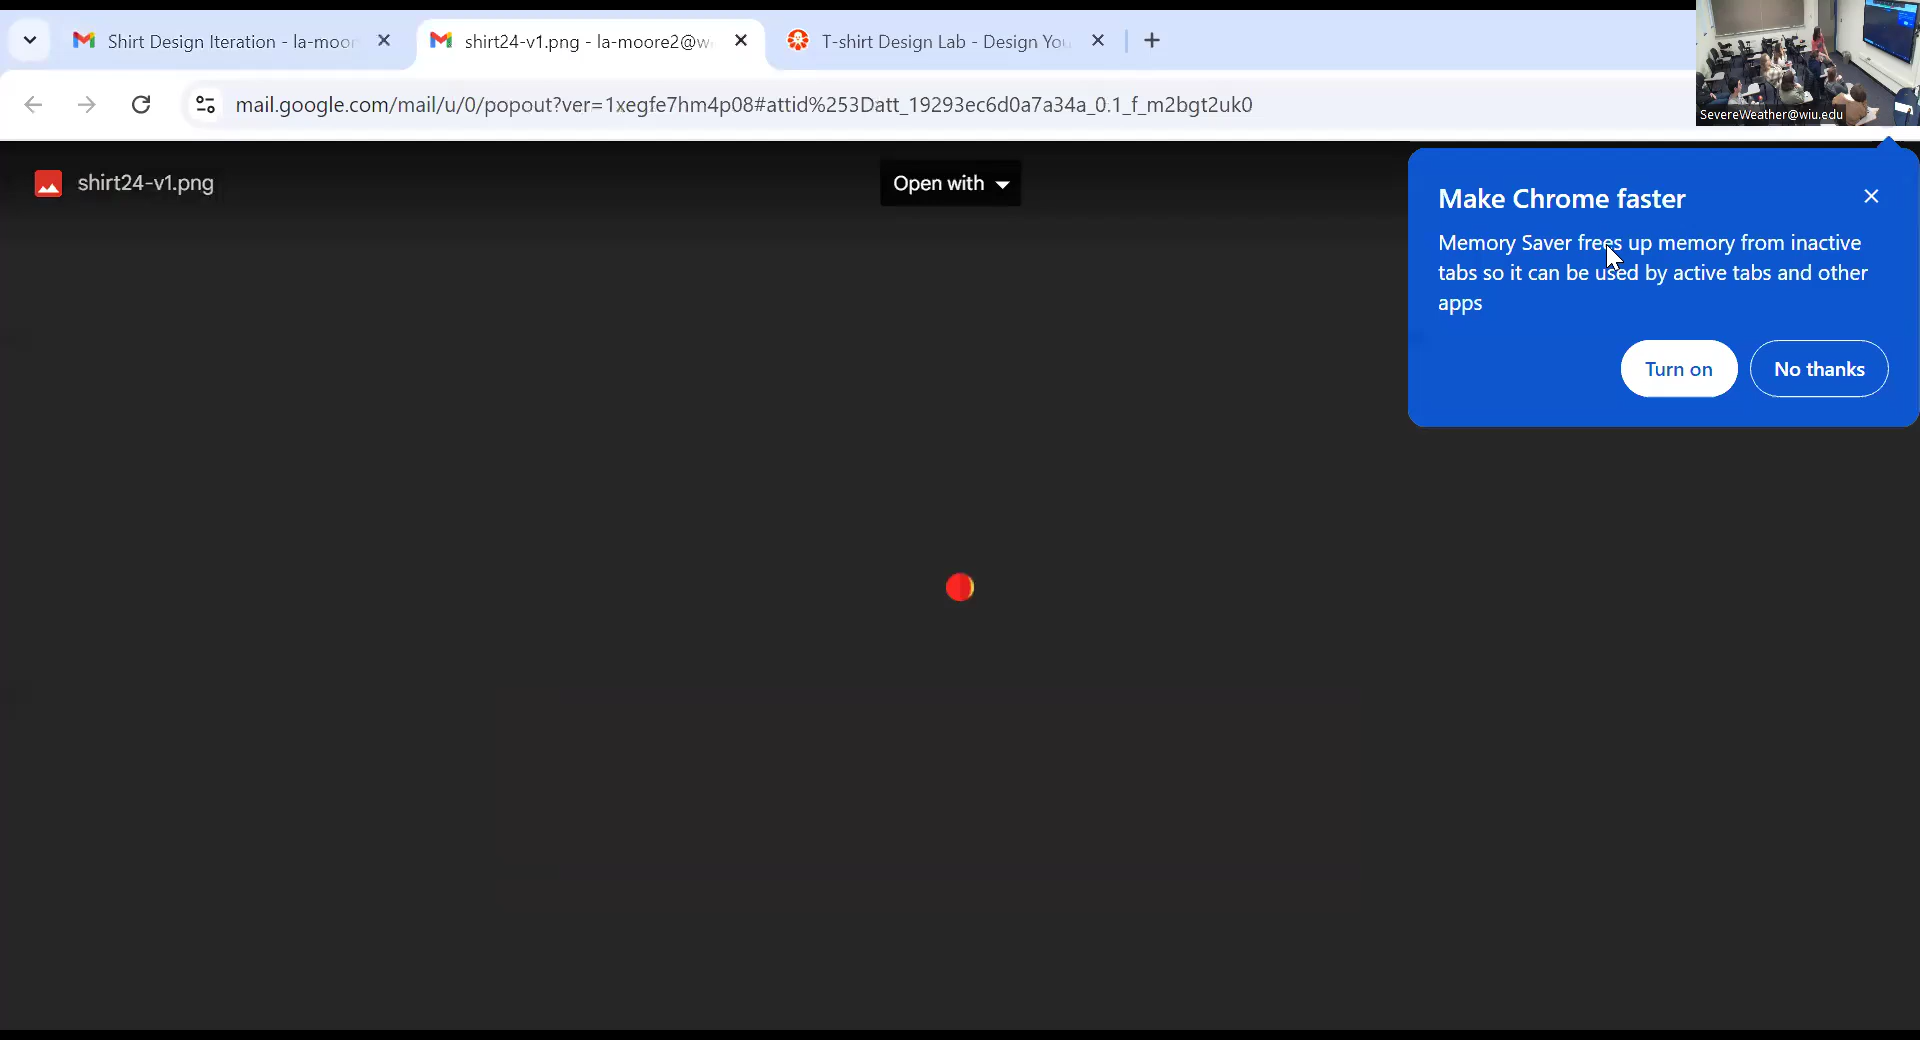 Shirt Design Iteration - la-moor
shirt24-v1.png - la-moore2@w
T-shirt Design Lab - Design You
mail.google.com/mail/u/0/popout?ver=1xegfe7hm4p08#attid%253Datt_19293ec6d0a7a34a_0.1_f_m2bgt2uk0
SevereWeather@wiu.edu
shirt24-v1.png
Open with
Make Chrome faster
Memory Saver frees up memory from inactive
tabs so it can be used by active tabs and other
apps
Turn on
No thanks